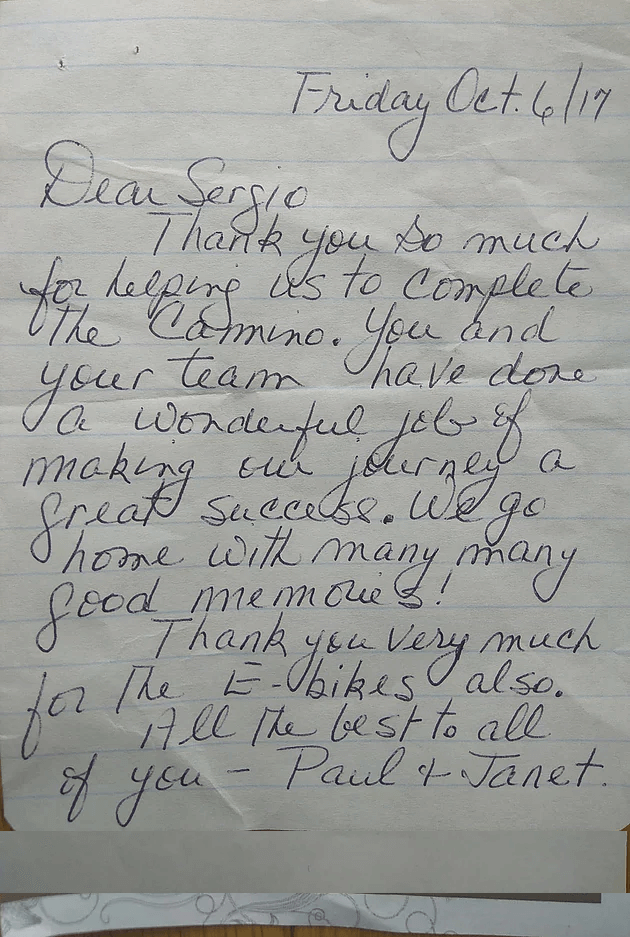 Friday Oct. 6/17
Dear Sergio
Thank you so much
for helping us to complete
the Camino. You and
your team have done
a wonderful job of
making our journey a
great success. We go
home with many many
good memories!
Thank you very much
for the E-bikes also.
All the best to all
of you - Paul + Janet.